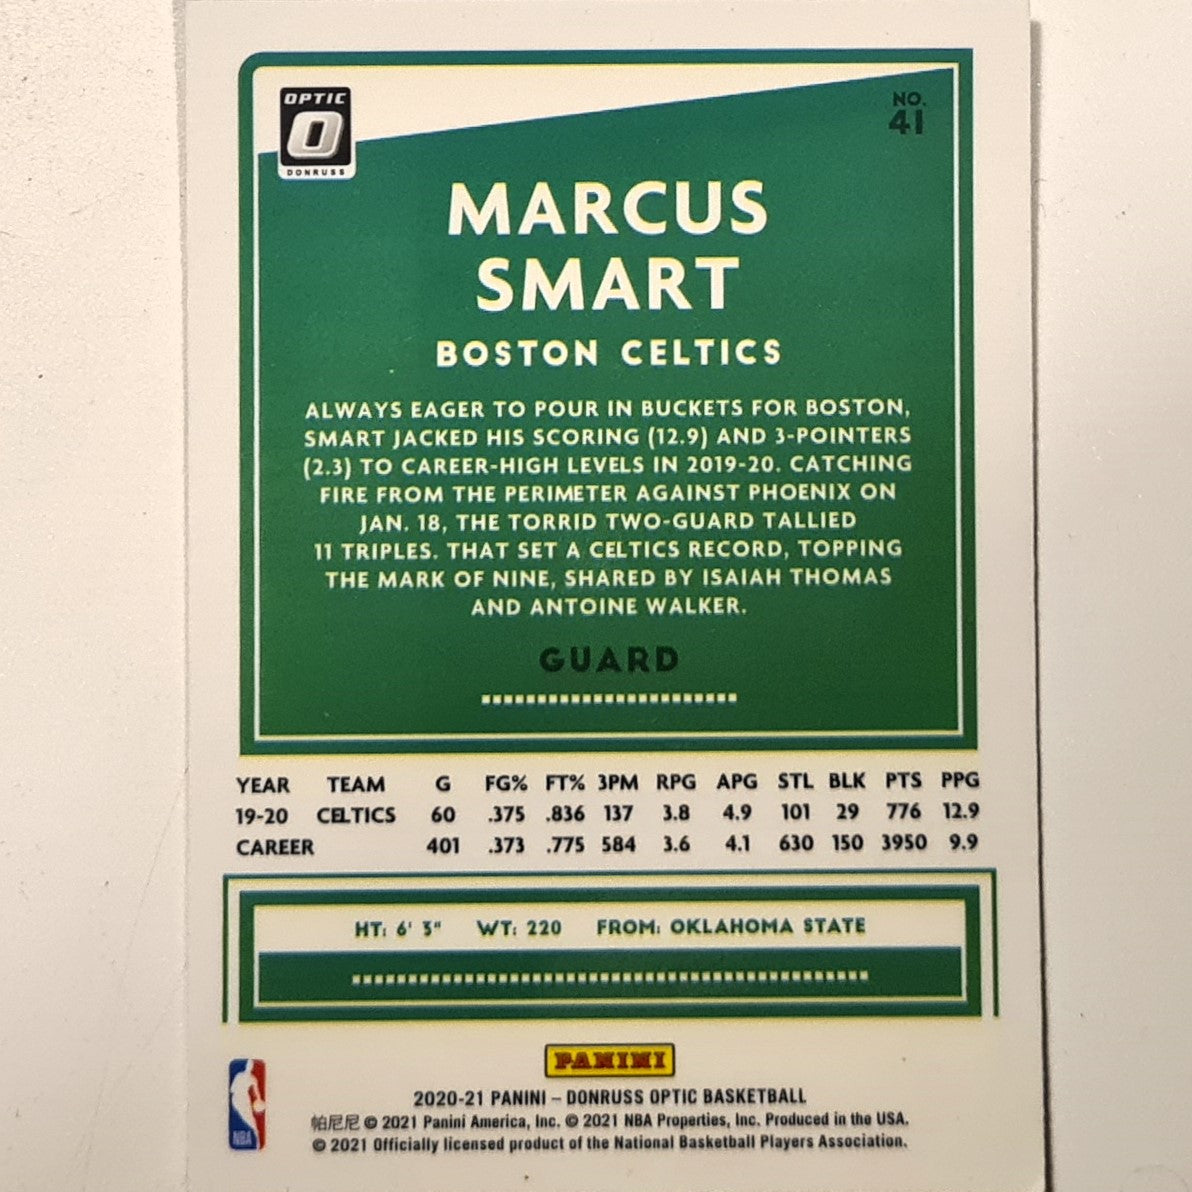 OPTIC
O
DONRUSS
NO.
41
MARCUS
SMART
BOSTON CELTICS
ALWAYS EAGER TO POUR IN BUCKETS FOR BOSTON,
SMART JACKED HIS SCORING (12.9) AND 3-POINTERS
(2.3) TO CAREER-HIGH LEVELS IN 2019-20. CATCHING
FIRE FROM THE PERIMETER AGAINST PHOENIX ON
JAN. 18, THE TORRID TWO-GUARD TALLIED
11 TRIPLES. THAT SET A CELTICS RECORD, TOPPING
THE MARK OF NINE, SHARED BY ISAIAH THOMAS
AND ANTOINE WALKER.
GUARD
YEAR TEAM G FG% FT% 3PM RPG APG STL BLK PTS PPG
19-20 CELTICS 60 .375 .836 137 3.8 4.9 101 29 776 12.9
CAREER 401 .373 .775 584 3.6 4.1 630 150 3950 9.9
HT: 6' 3" WT: 220 FROM: OKLAHOMA STATE
PANINI
2020-21 PANINI – DONRUSS OPTIC BASKETBALL
帕尼尼 © 2021 Panini America, Inc. © 2021 NBA Properties, Inc. Produced in the USA.
© 2021 Officially licensed product of the National Basketball Players Association.
NBA